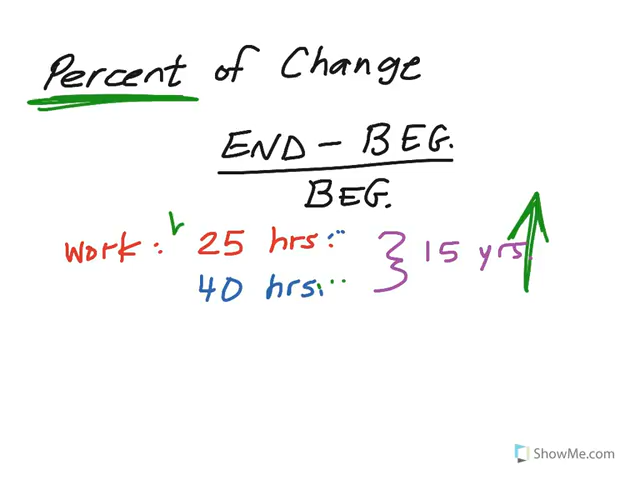 Percent of Change
END - BEG.
BEG.
work: 25 hrs: } 15 yrs.
40 hrs:
ShowMe.com